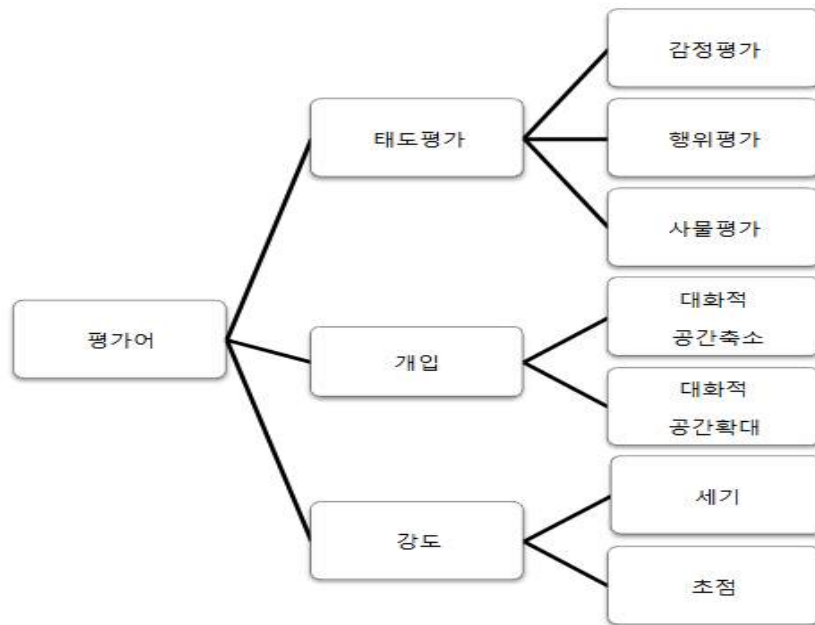 감정평가
태도평가
행위평가
사물평가
평가어
개입
대화적
공간축소
대화적
공간확대
강도
세기
초점